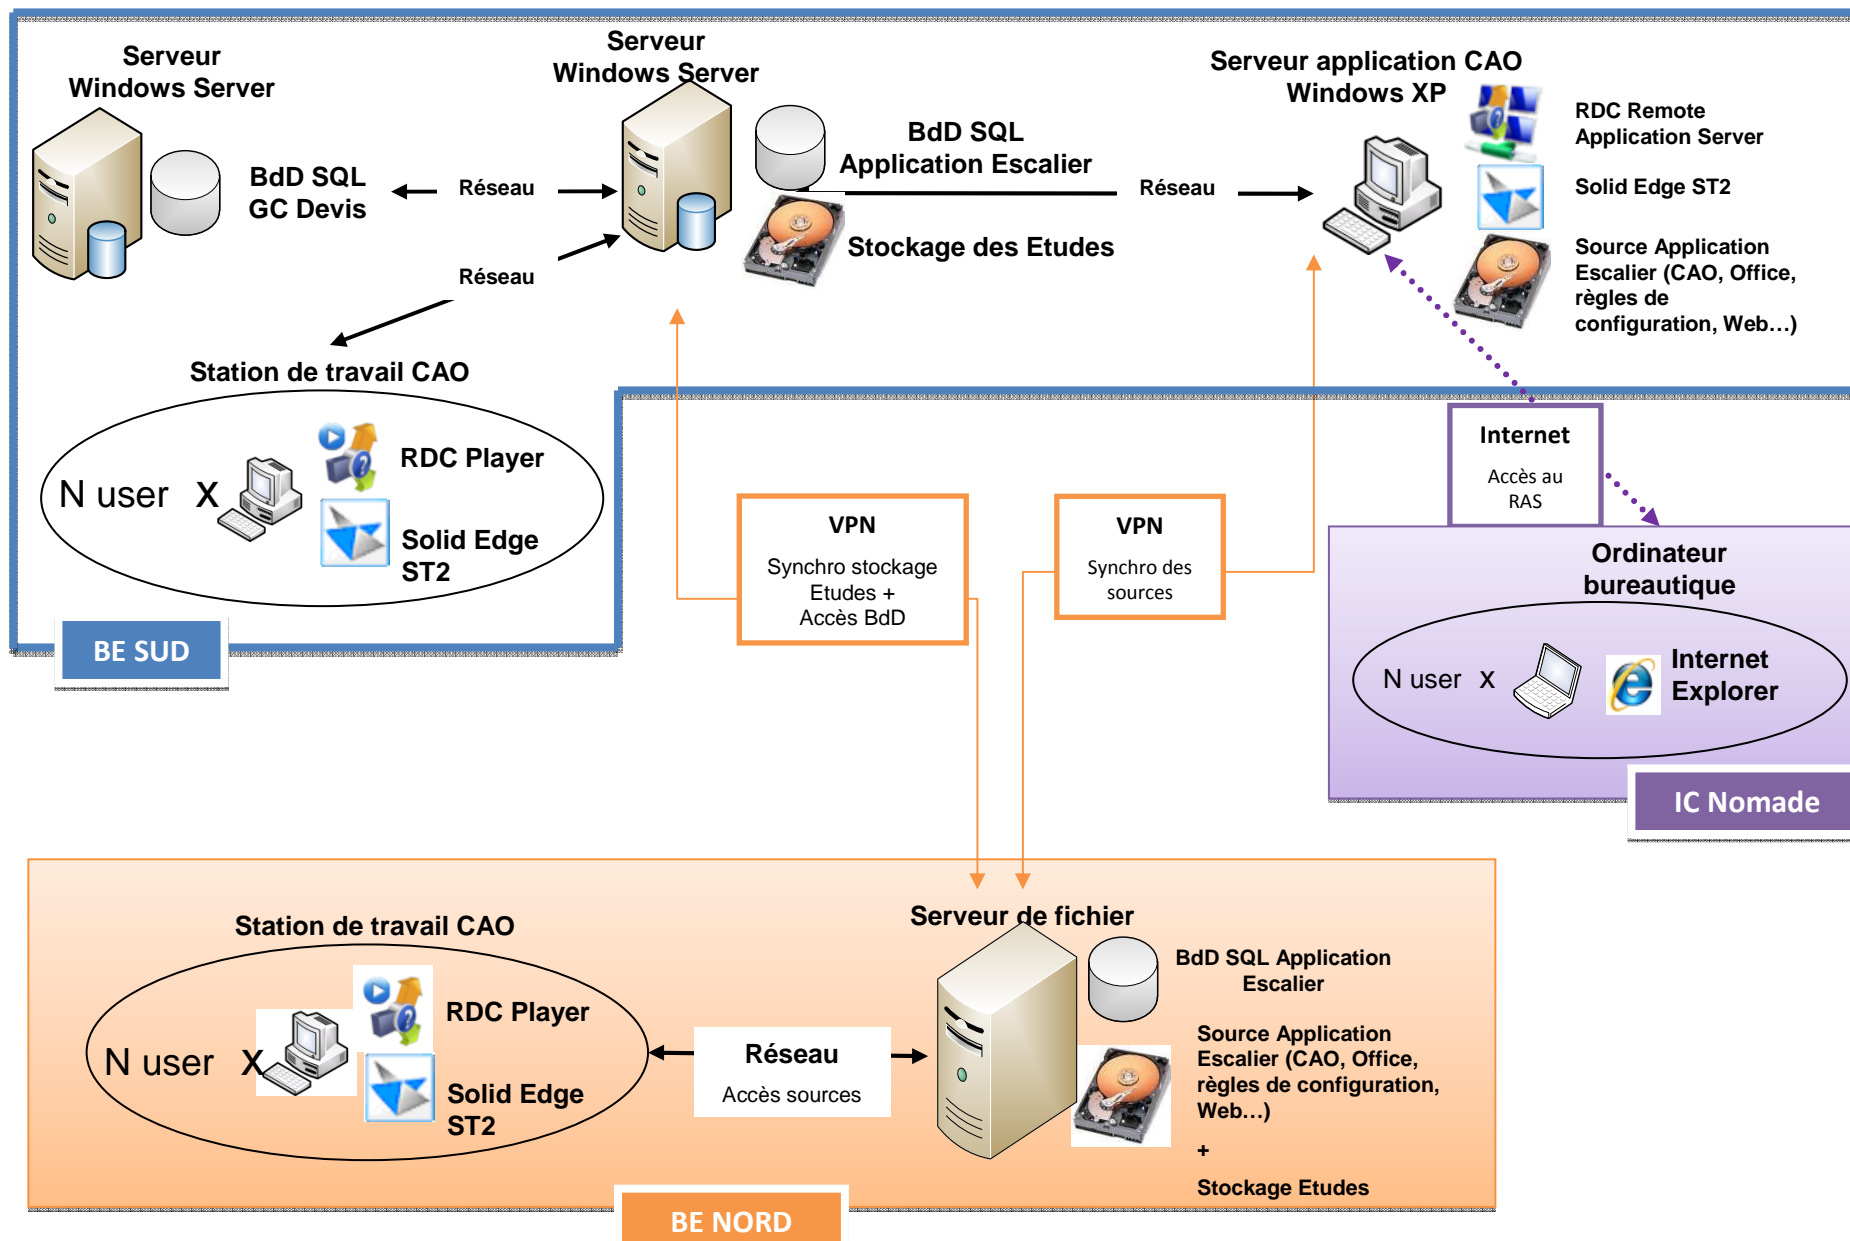 Serveur
Windows Server
BdD SQL
GC Devis
Réseau
Serveur
Windows Server
BdD SQL
Application Escalier
Stockage des Etudes
Réseau
Serveur application CAO
Windows XP
RDC Remote
Application Server
Solid Edge ST2
Source Application
Escalier (CAO, Office,
règles de
configuration, Web…)
Réseau
Station de travail CAO
N user x
RDC Player
Solid Edge
ST2
BE SUD
VPN
Synchro stockage
Etudes +
Accès BdD
VPN
Synchro des
sources
Internet
Accès au
RAS
Ordinateur
bureautique
N user x
Internet
Explorer
IC Nomade
Station de travail CAO
N user x
RDC Player
Solid Edge
ST2
Réseau
Accès sources
Serveur de fichier
BdD SQL Application
Escalier
Source Application
Escalier (CAO, Office,
règles de configuration,
Web…)
+
Stockage Etudes
BE NORD